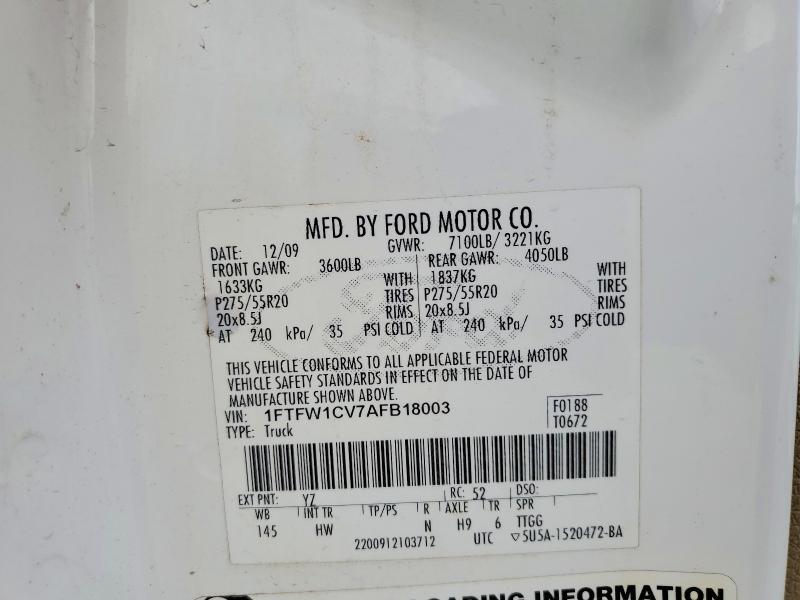 MFD. BY FORD MOTOR CO.
DATE: 12/09 GVWR: 7100LB/ 3221KG
FRONT GAWR: 3600LB REAR GAWR: 4050LB
1633KG WITH 1837KG WITH
P275/55R20 TIRES P275/55R20 TIRES
20x8.5J RIMS 20x8.5J RIMS
AT 240 kPa/ 35 PSI COLD AT 240 kPa/ 35 PSI COLD
THIS VEHICLE CONFORMS TO ALL APPLICABLE FEDERAL MOTOR
VEHICLE SAFETY STANDARDS IN EFFECT ON THE DATE OF
MANUFACTURE SHOWN ABOVE.
VIN: 1FTFW1CV7AFB18003 F0188
TYPE: Truck T0672
EXT PNT: YZ RC: 52 DSO:
WB INT TR TP/PS R AXLE TR SPR
145 HW N H9 6 TTGG
2200912103712 UTC ▽5U5A-1520472-BA
LOADING INFORMATION